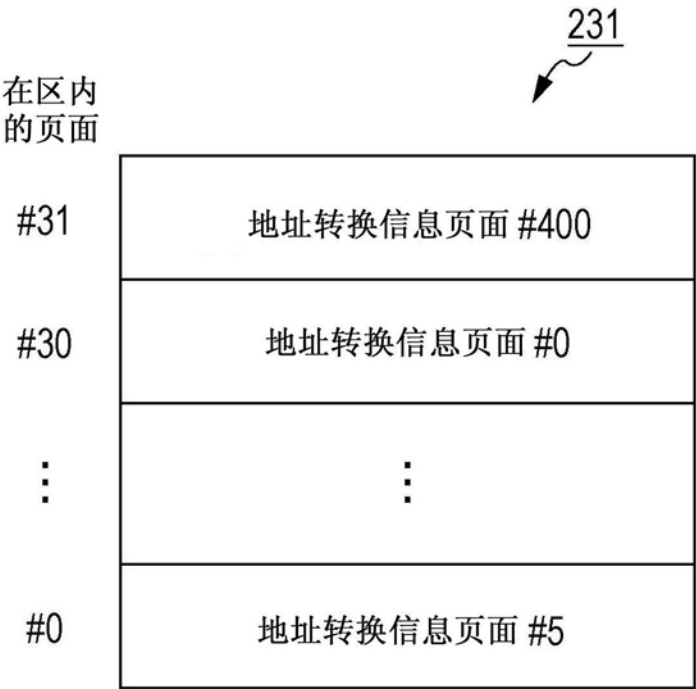 231
在区内
的页面
#31 地址转换信息页面 #400
#30 地址转换信息页面 #0
⋮ ⋮
#0 地址转换信息页面 #5